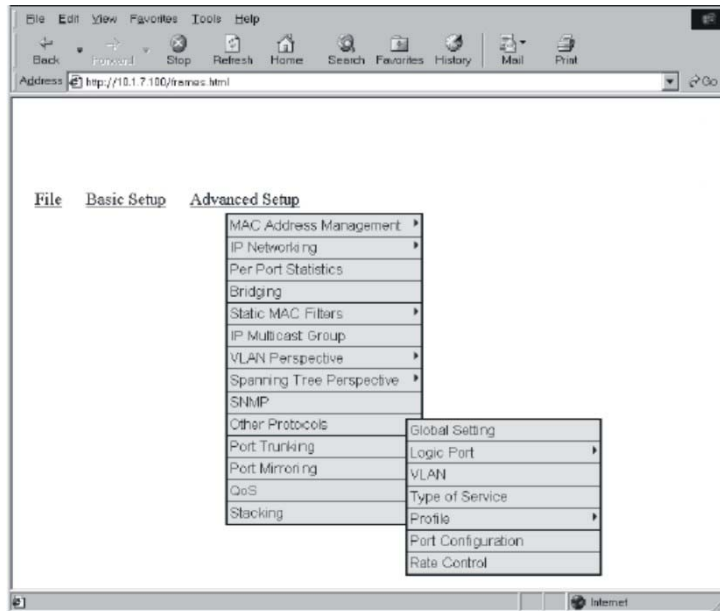 File Edit View Favorites Tools Help
Back Forward Stop Refresh Home Search Favorites History Mail Print
Address http://10.1.7.100/frames.html Go
File Basic Setup Advanced Setup
MAC Address Management
IP Networking
Per Port Statistics
Bridging
Static MAC Filters
IP Multicast Group
VLAN Perspective
Spanning Tree Perspective
SNMP
Other Protocols
Port Trunking
Port Mirroring
QoS
Stacking
Global Setting
Logic Port
VLAN
Type of Service
Profile
Port Configuration
Rate Control
Internet